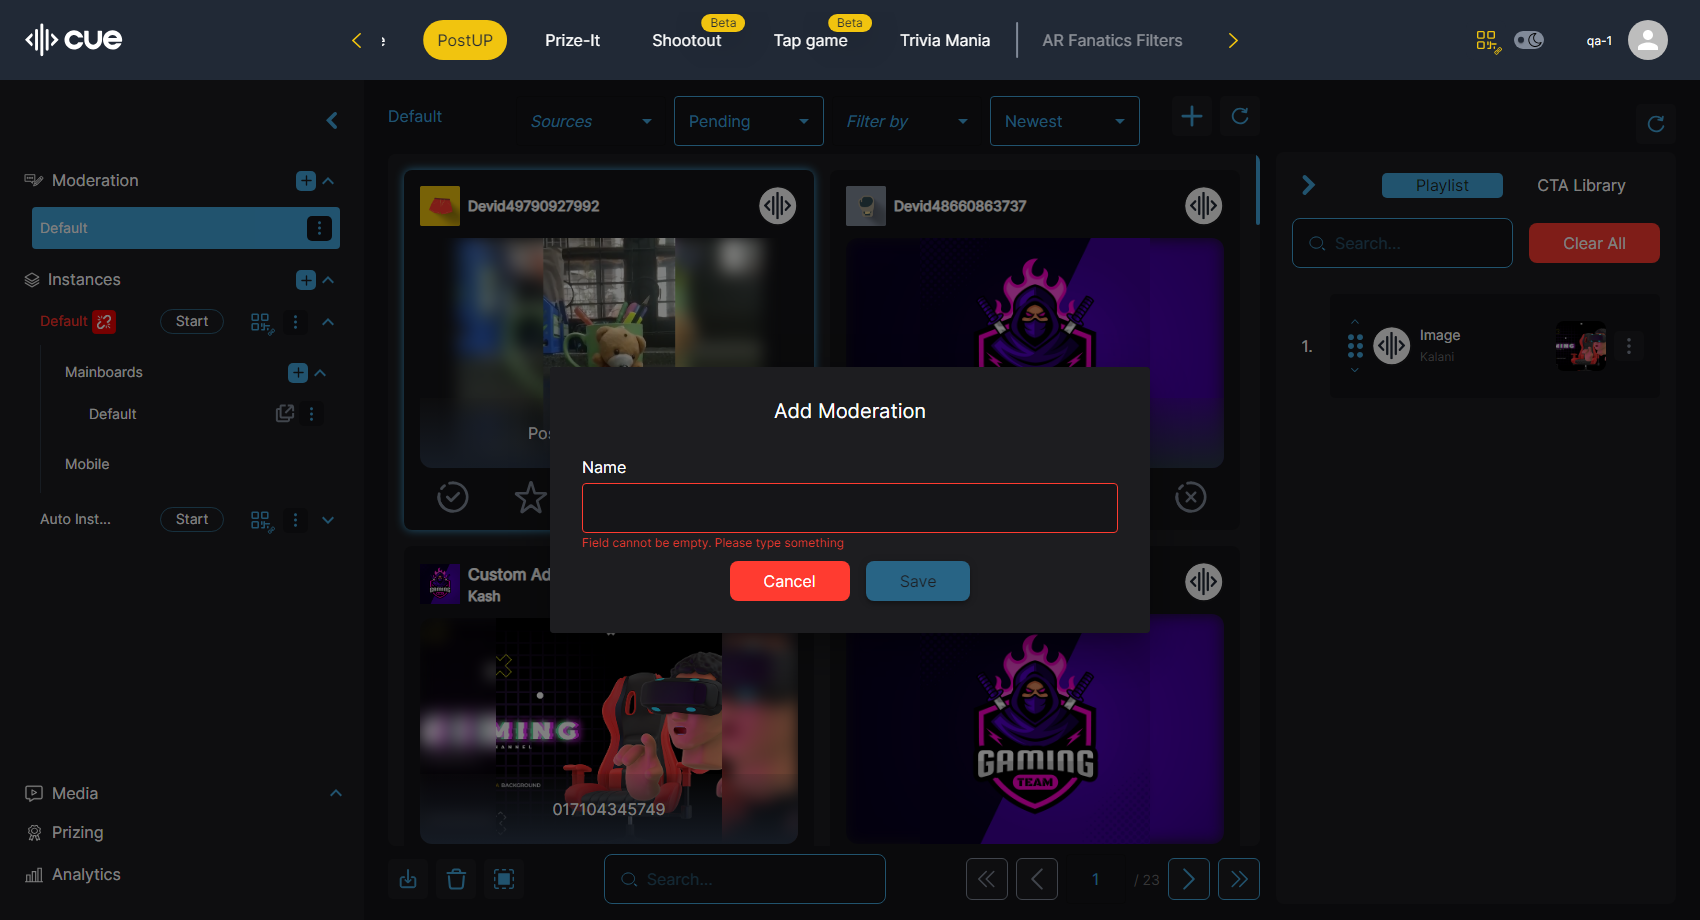 cue
e
PostUP
Prize-It
Beta
Shootout
Beta
Tap game
Trivia Mania
AR Fanatics Filters
qa-1
Default
Sources
Pending
Filter by
Newest
Moderation
Default
Instances
Default
Start
Mainboards
Default
Mobile
Auto Inst...
Start
Media
Prizing
Analytics
Devid49790927992
Devid48660863737
Pos
Custom Ad
Kash
MING
BACKGROUND
017104345749
GAMING
TEAM
Add Moderation
Name
Field cannot be empty. Please type something
Cancel
Save
Search...
1 / 23
Playlist
CTA Library
Search...
Clear All
1.
Image
Kalani